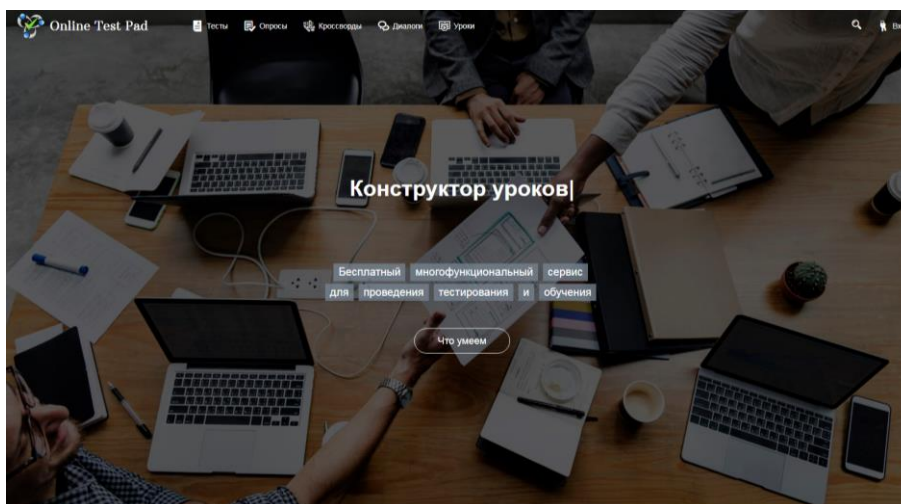 Online Test Pad
Тесты
Опросы
Кроссворды
Диалоги
Уроки
Конструктор уроков|
Бесплатный многофункциональный сервис
для проведения тестирования и обучения
Что умеем